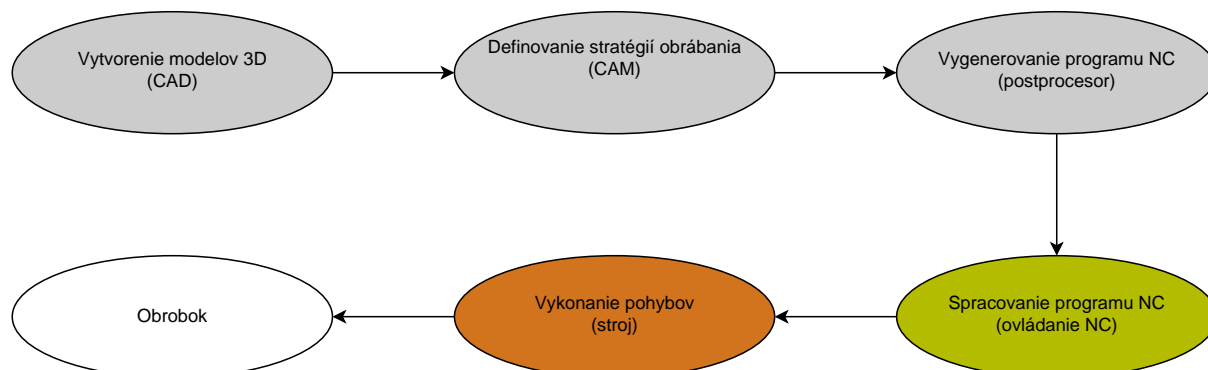 Vytvorenie modelov 3D
(CAD)
Definovanie stratégií obrábania
(CAM)
Vygenerovanie programu NC
(postprocesor)
Obrobok
Vykonanie pohybov
(stroj)
Spracovanie programu NC
(ovládanie NC)